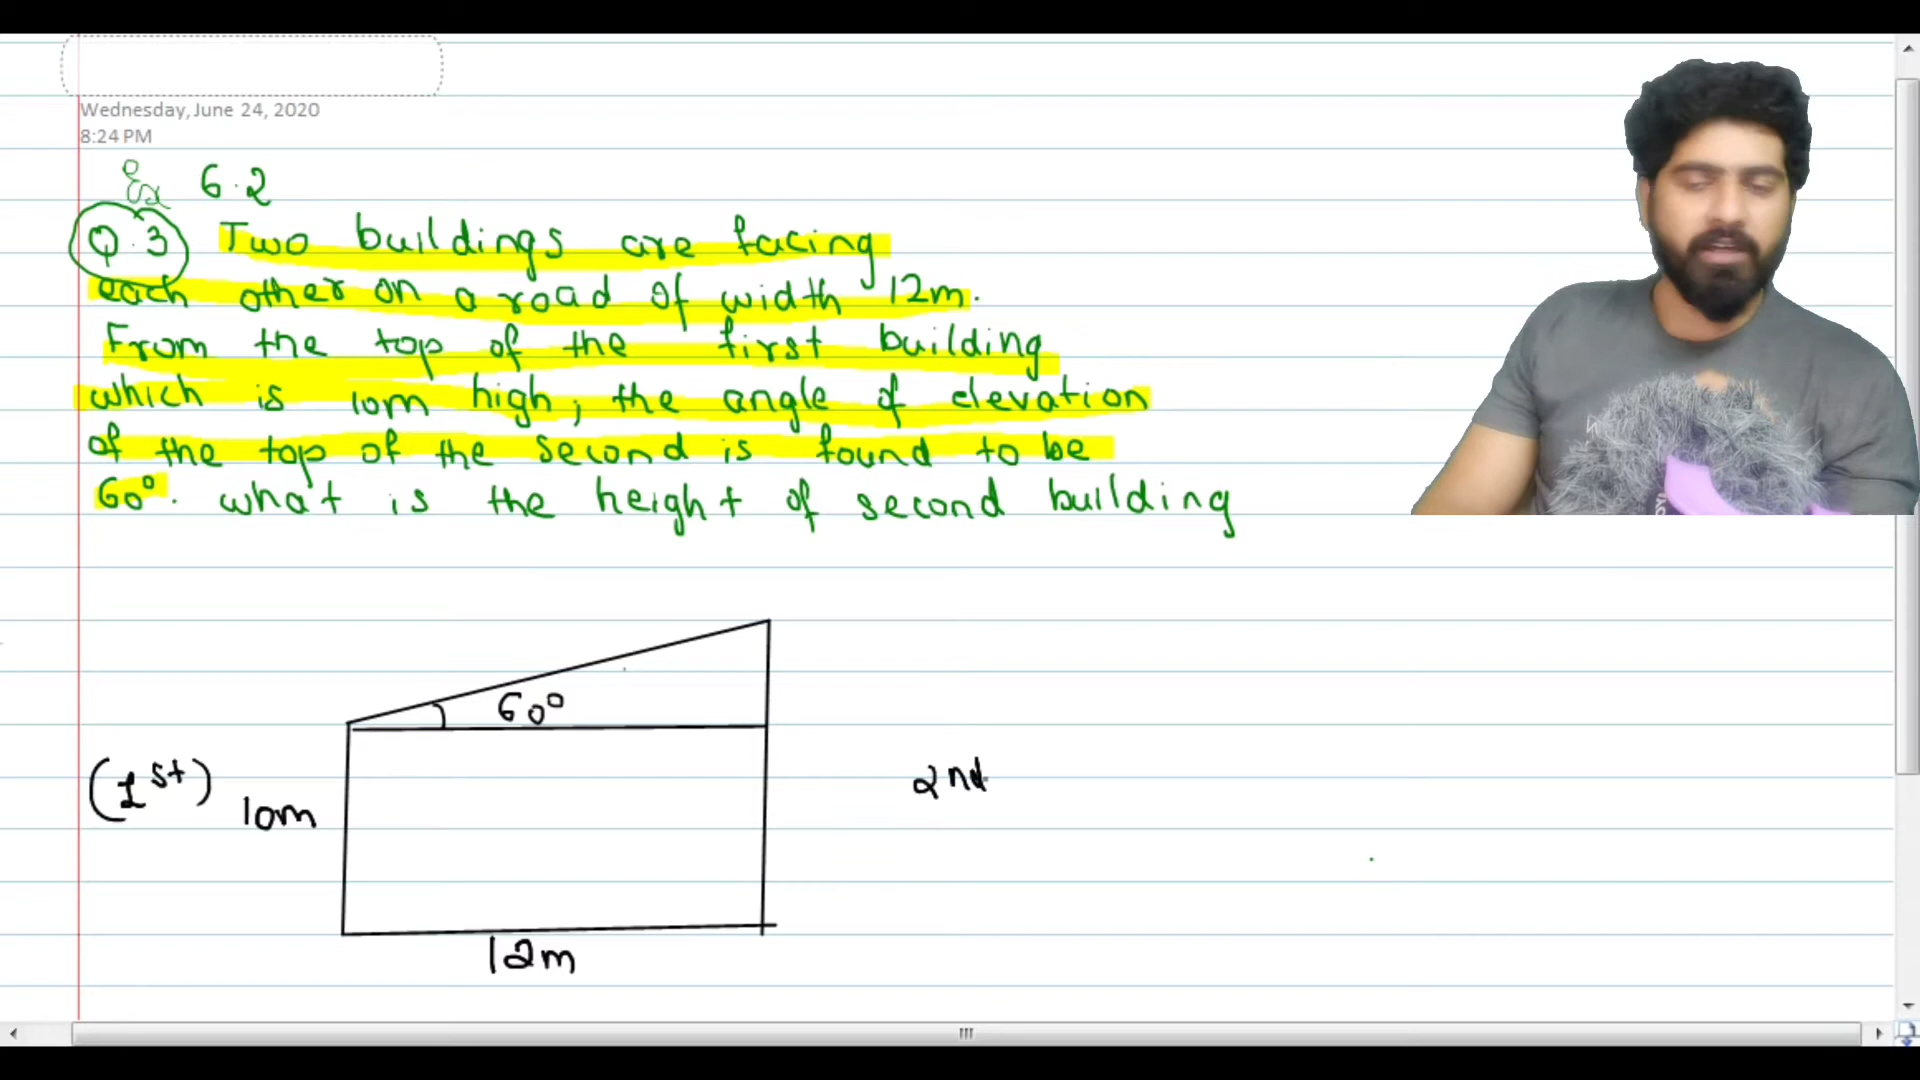 Wednesday, June 24, 2020
8:24 PM
Ex 6.2
Q.3 Two buildings are facing
each other on a road of width 12m.
From the top of the first building
which is 10m high, the angle of elevation
of the top of the second is found to be
60°. what is the height of second building
60°
(1st)
10m
2nd
12m